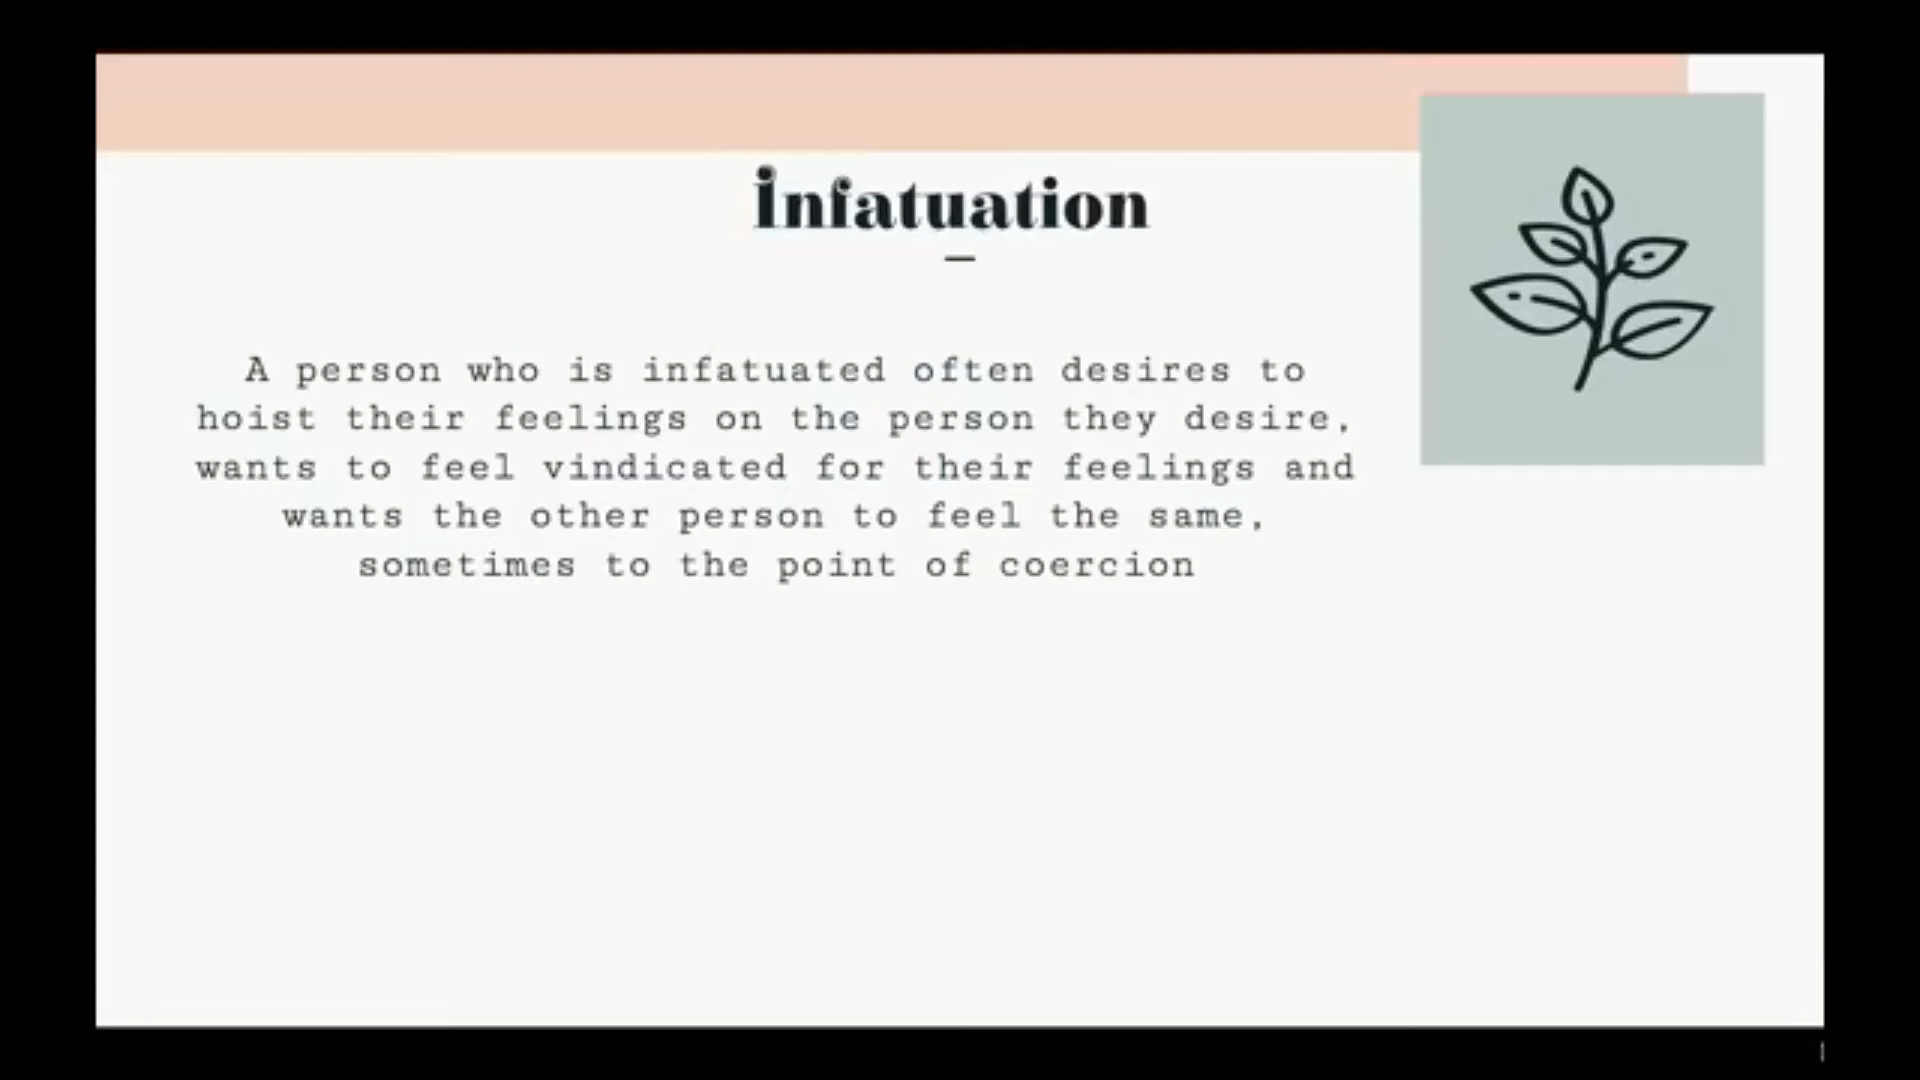 Infatuation
A person who is infatuated often desires to
hoist their feelings on the person they desire,
wants to feel vindicated for their feelings and
wants the other person to feel the same,
sometimes to the point of coercion